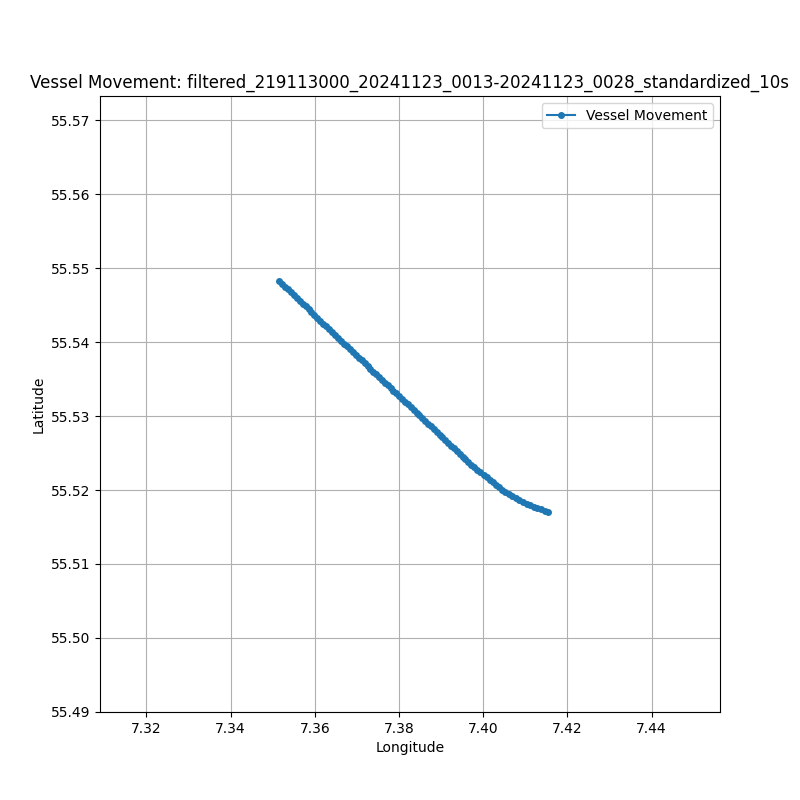 Vessel Movement: filtered_219113000_20241123_0013-20241123_0028_standardized_10s
Vessel Movement
55.57
55.56
55.55
55.54
55.53
55.52
55.51
55.50
55.49
Latitude
7.32 7.34 7.36 7.38 7.40 7.42 7.44
Longitude